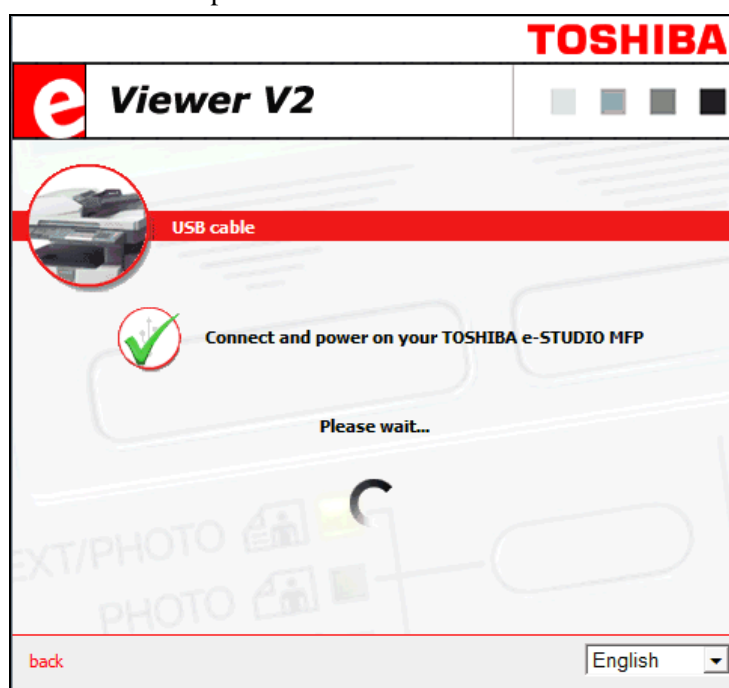 TOSHIBA
e Viewer V2
USB cable
Connect and power on your TOSHIBA e-STUDIO MFP
Please wait...
EXT/PHOTO
PHOTO
back
English